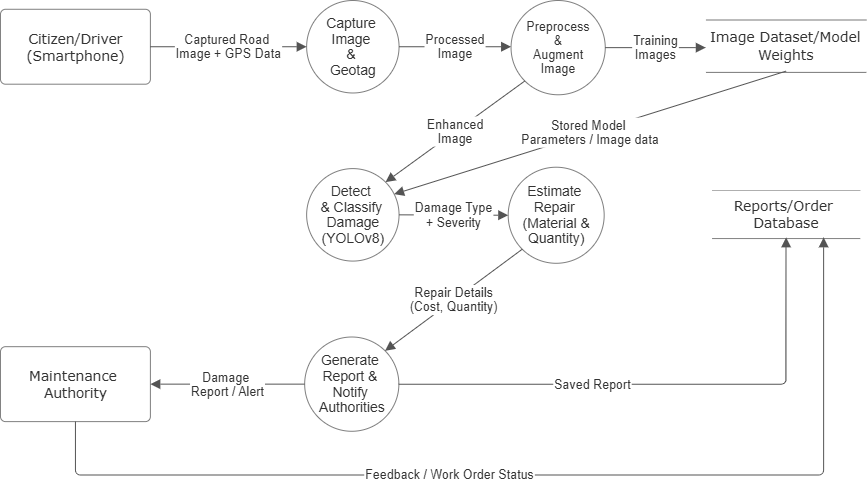 Citizen/Driver
(Smartphone)
Captured Road
Image + GPS Data
Capture
Image
&
Geotag
Processed
Image
Preprocess
&
Augment
Image
Training
Images
Image Dataset/Model
Weights
Enhanced
Image
Stored Model
Parameters / Image data
Detect
& Classify
Damage
(YOLOv8)
Damage Type
+ Severity
Estimate
Repair
(Material &
Quantity)
Reports/Order
Database
Repair Details
(Cost, Quantity)
Maintenance
Authority
Damage
Report / Alert
Generate
Report &
Notify
Authorities
Saved Report
Feedback / Work Order Status